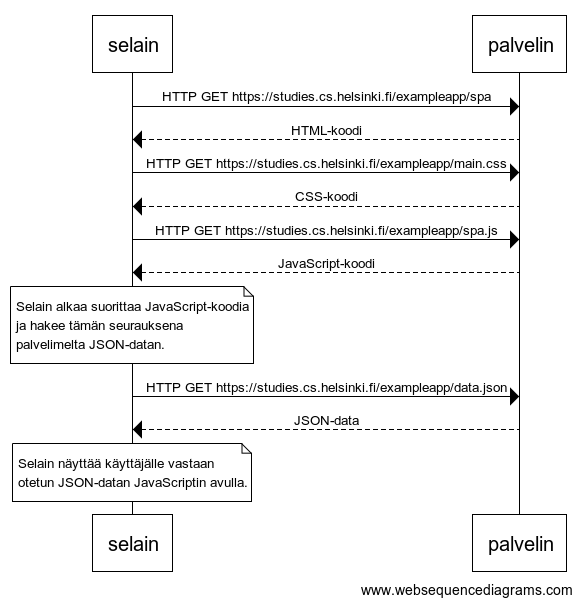 selain
palvelin
HTTP GET https://studies.cs.helsinki.fi/exampleapp/spa
HTML-koodi
HTTP GET https://studies.cs.helsinki.fi/exampleapp/main.css
CSS-koodi
HTTP GET https://studies.cs.helsinki.fi/exampleapp/spa.js
JavaScript-koodi
Selain alkaa suorittaa JavaScript-koodia
ja hakee tämän seurauksena
palvelimelta JSON-datan.
HTTP GET https://studies.cs.helsinki.fi/exampleapp/data.json
JSON-data
Selain näyttää käyttäjälle vastaan
otetun JSON-datan JavaScriptin avulla.
selain
palvelin
www.websequencediagrams.com